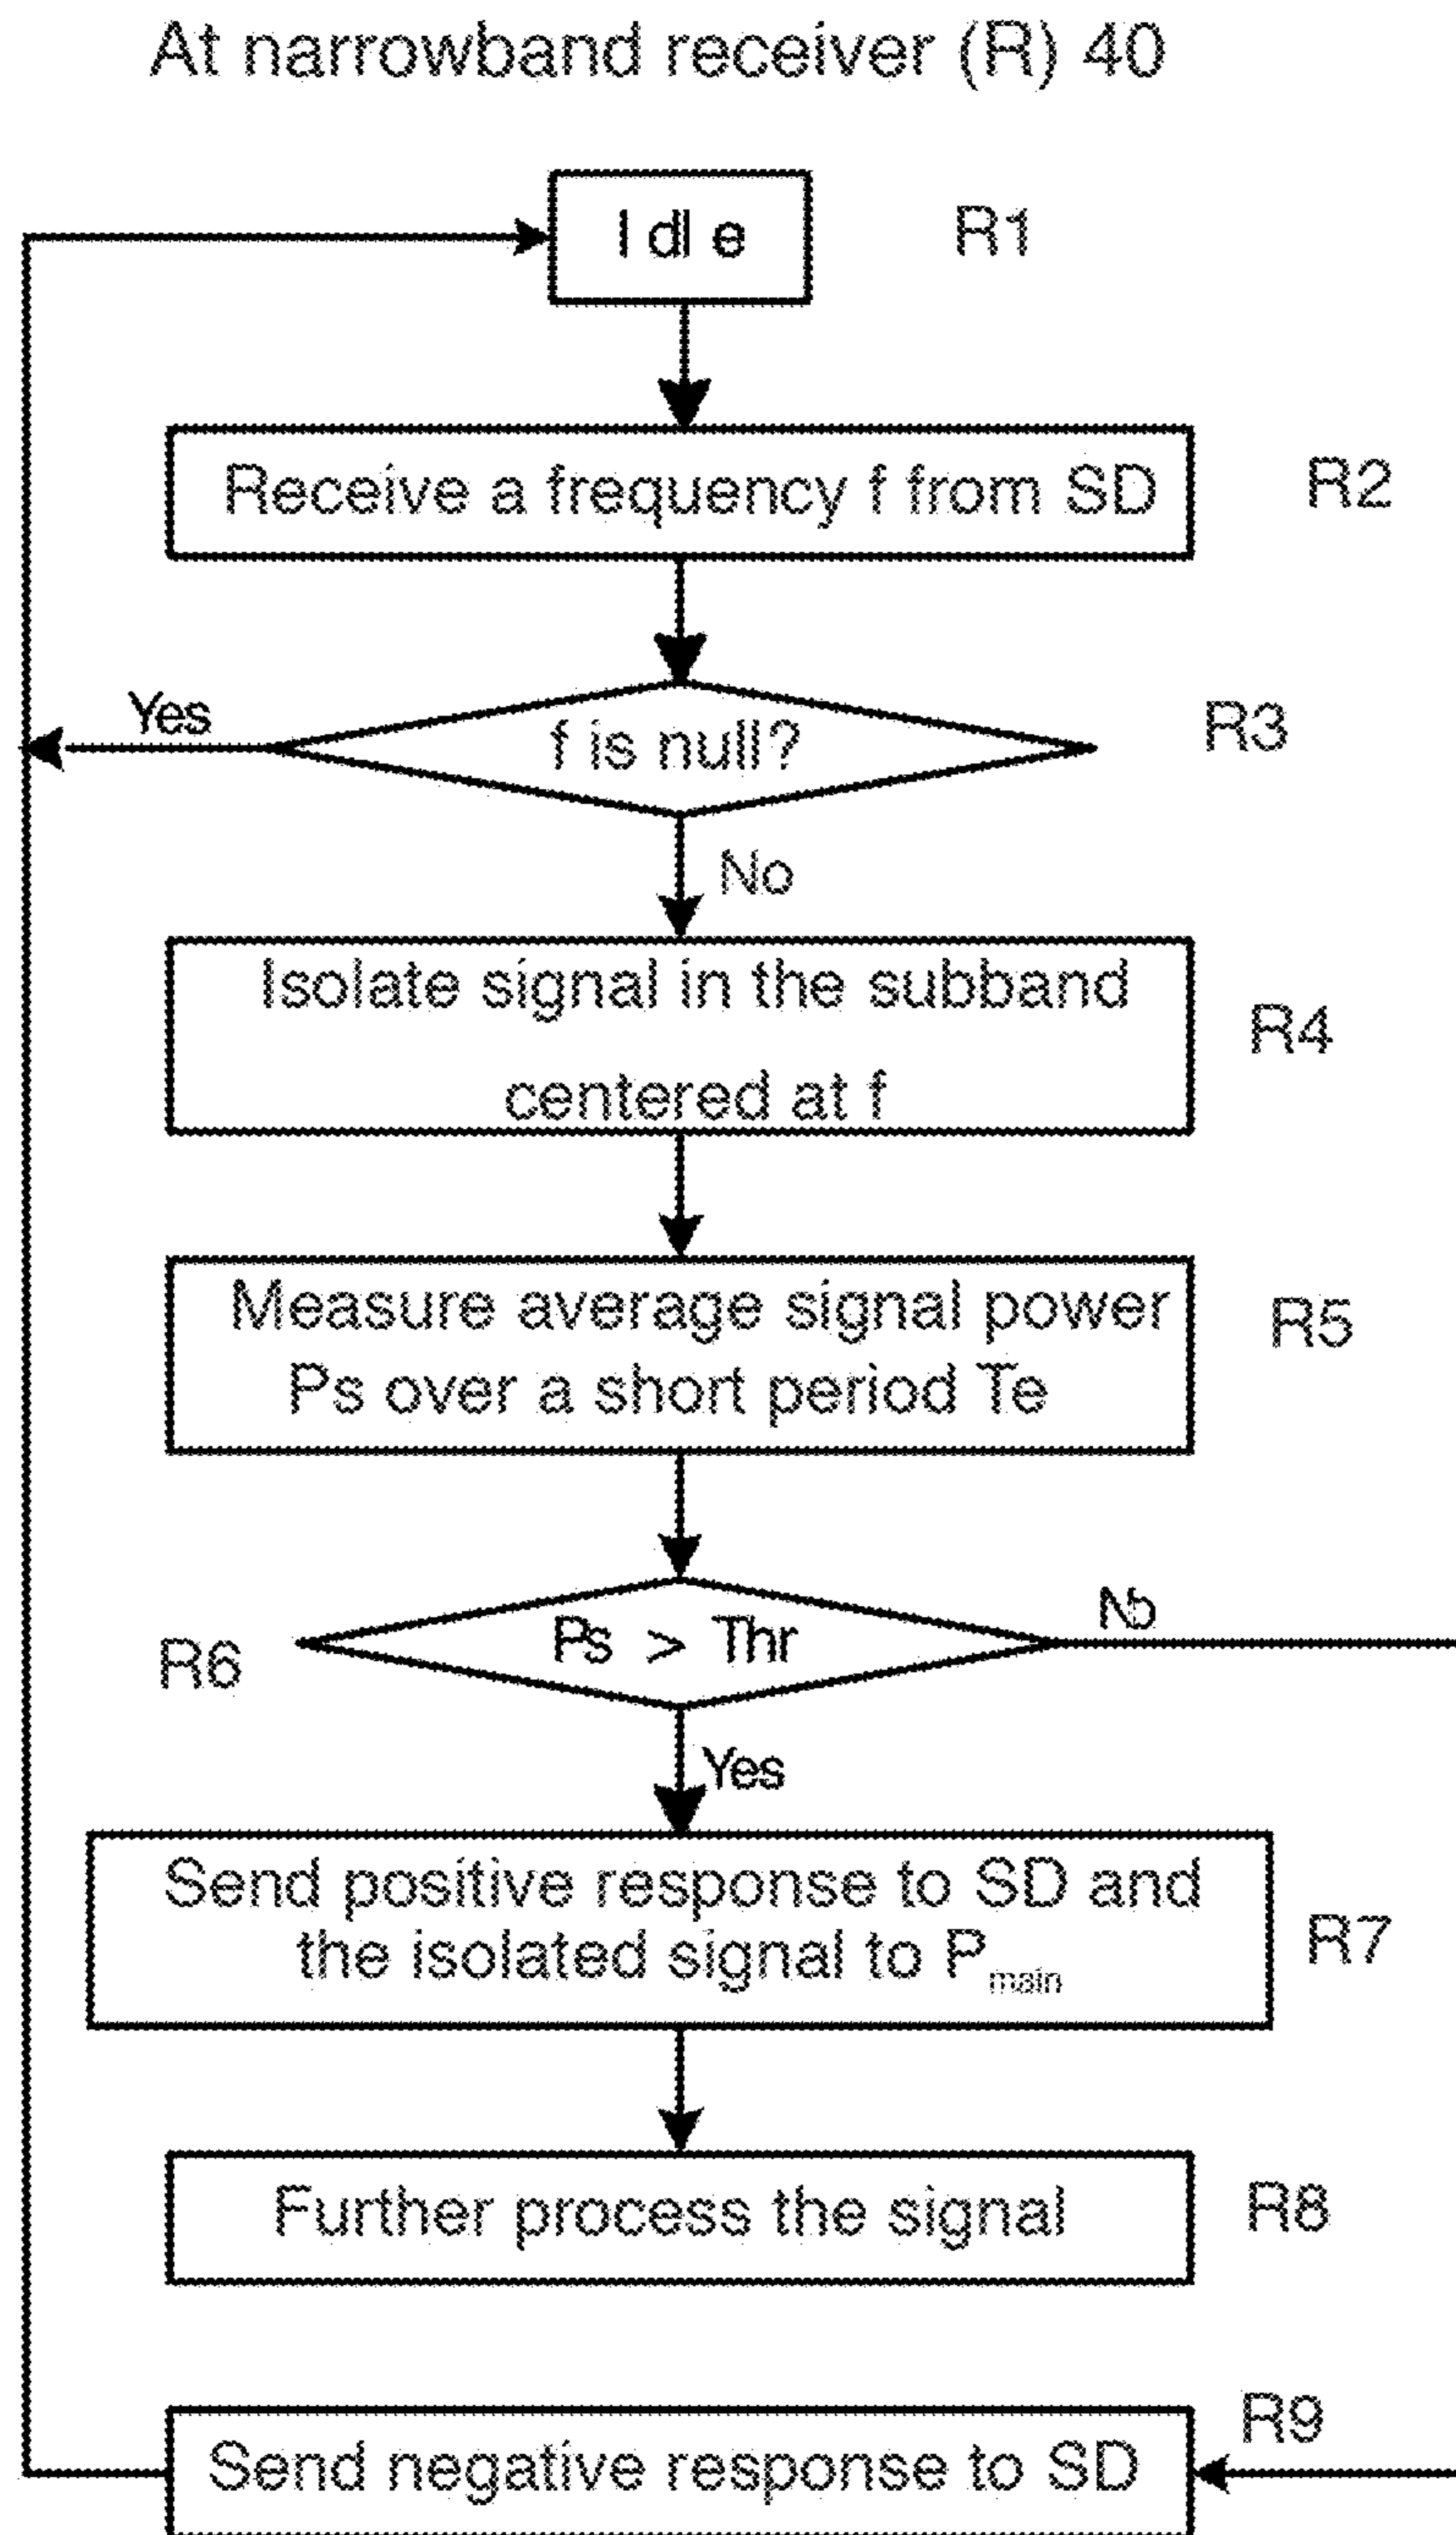 At narrowband receiver (R) 40
Idle
R1
Receive a frequency f from SD
R2
f is null?
R3
Yes
No
Isolate signal in the subband
centered at f
R4
Measure average signal power
Ps over a short period Te
R5
Ps > Thr
R6
No
Yes
Send positive response to SD and
the isolated signal to Pmain
R7
Further process the signal
R8
Send negative response to SD
R9